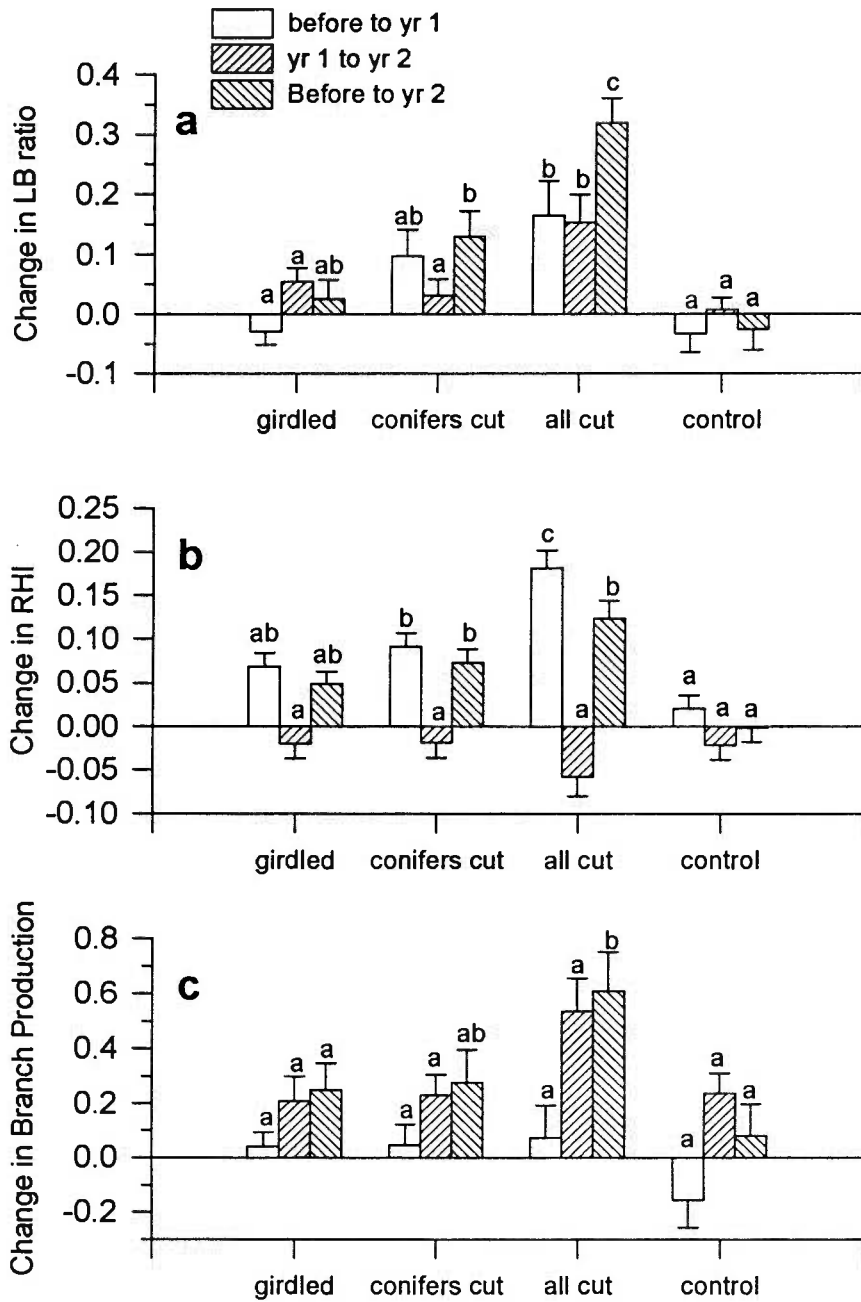 before to yr 1
yr 1 to yr 2
Before to yr 2
a
Change in LB ratio
0.4
0.3
0.2
0.1
0.0
-0.1
a a ab
ab a b
b b c
a a a
girdled conifers cut all cut control
b
Change in RHI
0.25
0.20
0.15
0.10
0.05
0.00
-0.05
-0.10
ab a ab
b a b
c a b
a a a
girdled conifers cut all cut control
c
Change in Branch Production
0.8
0.6
0.4
0.2
0.0
-0.2
a a a
a a ab
a a b
a a a
girdled conifers cut all cut control